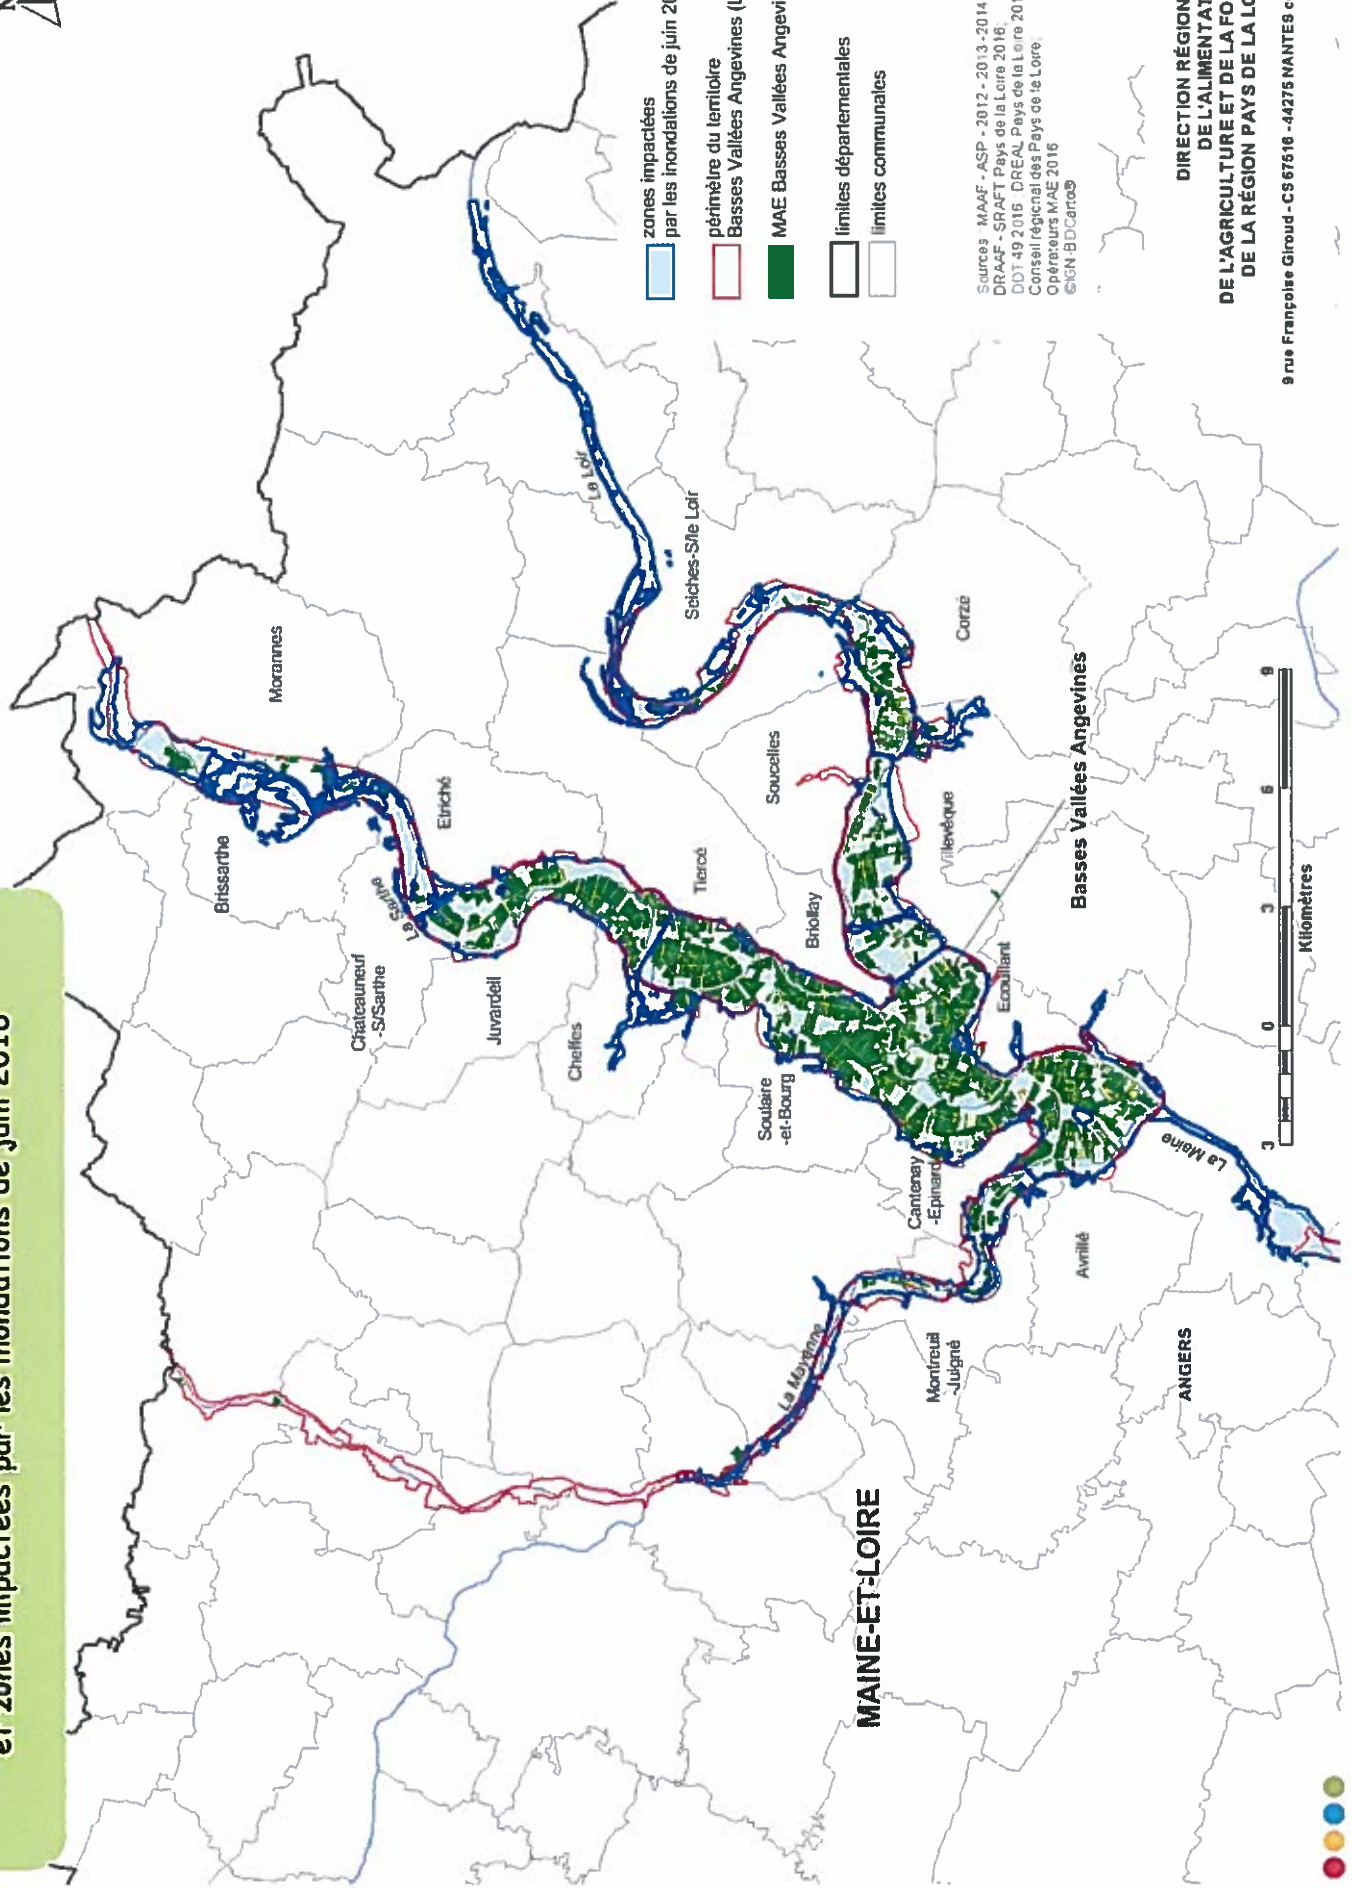 et zones impactées par les inondations de juin 2016
N
Morannes
Brissarthe
La Sarthe
Etriché
Chateauneuf
-S/Sarthe
Juvardeil
Cheffes
Tiercé
Le Loir
Seiches-S/le Loir
Soucelles
Corzé
Villevêque
Briollay
Soulaire
-et-Bourg
Ecouflant
Basses Vallées Angevines
Cantenay
-Epinard
La Mayenne
Montreuil
-Juigné
Avrillé
La Maine
ANGERS
MAINE-ET-LOIRE
3 0 3 6 9
Kilomètres
zones impactées
par les inondations de juin 20
périmètre du territoire
Basses Vallées Angevines (L
MAE Basses Vallées Angevi
limites départementales
limites communales
Sources : MAAF - ASP - 2012 - 2013 -2014
DRAAF - SRAFT Pays de la Loire 2016;
DDT 49 2016 DREAL Pays de la Loire 201
Conseil régional des Pays de la Loire;
Opérateurs MAE 2016
©IGN-BDCarto®
DIRECTION RÉGION
DE L'ALIMENTAT
DE L'AGRICULTURE ET DE LA FO
DE LA RÉGION PAYS DE LA LO
9 rue Françoise Giroud - CS 67516 - 44275 NANTES c